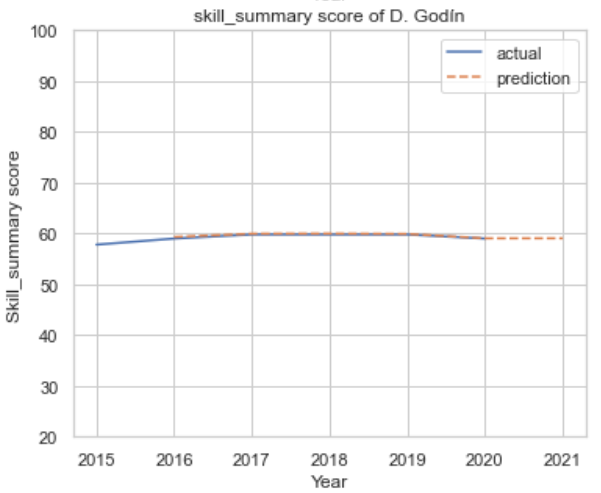 skill_summary score of D. Godín
100
90
80
70
60
50
40
30
20
Skill_summary score
actual
prediction
2015 2016 2017 2018 2019 2020 2021
Year